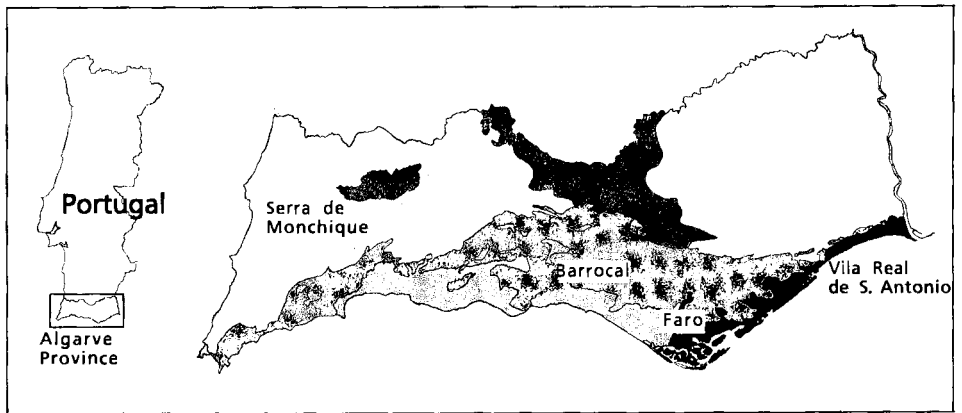 Portugal
Algarve
Province
Serra de
Monchique
Barrocal
Faro
Vila Real
de S. Antonio